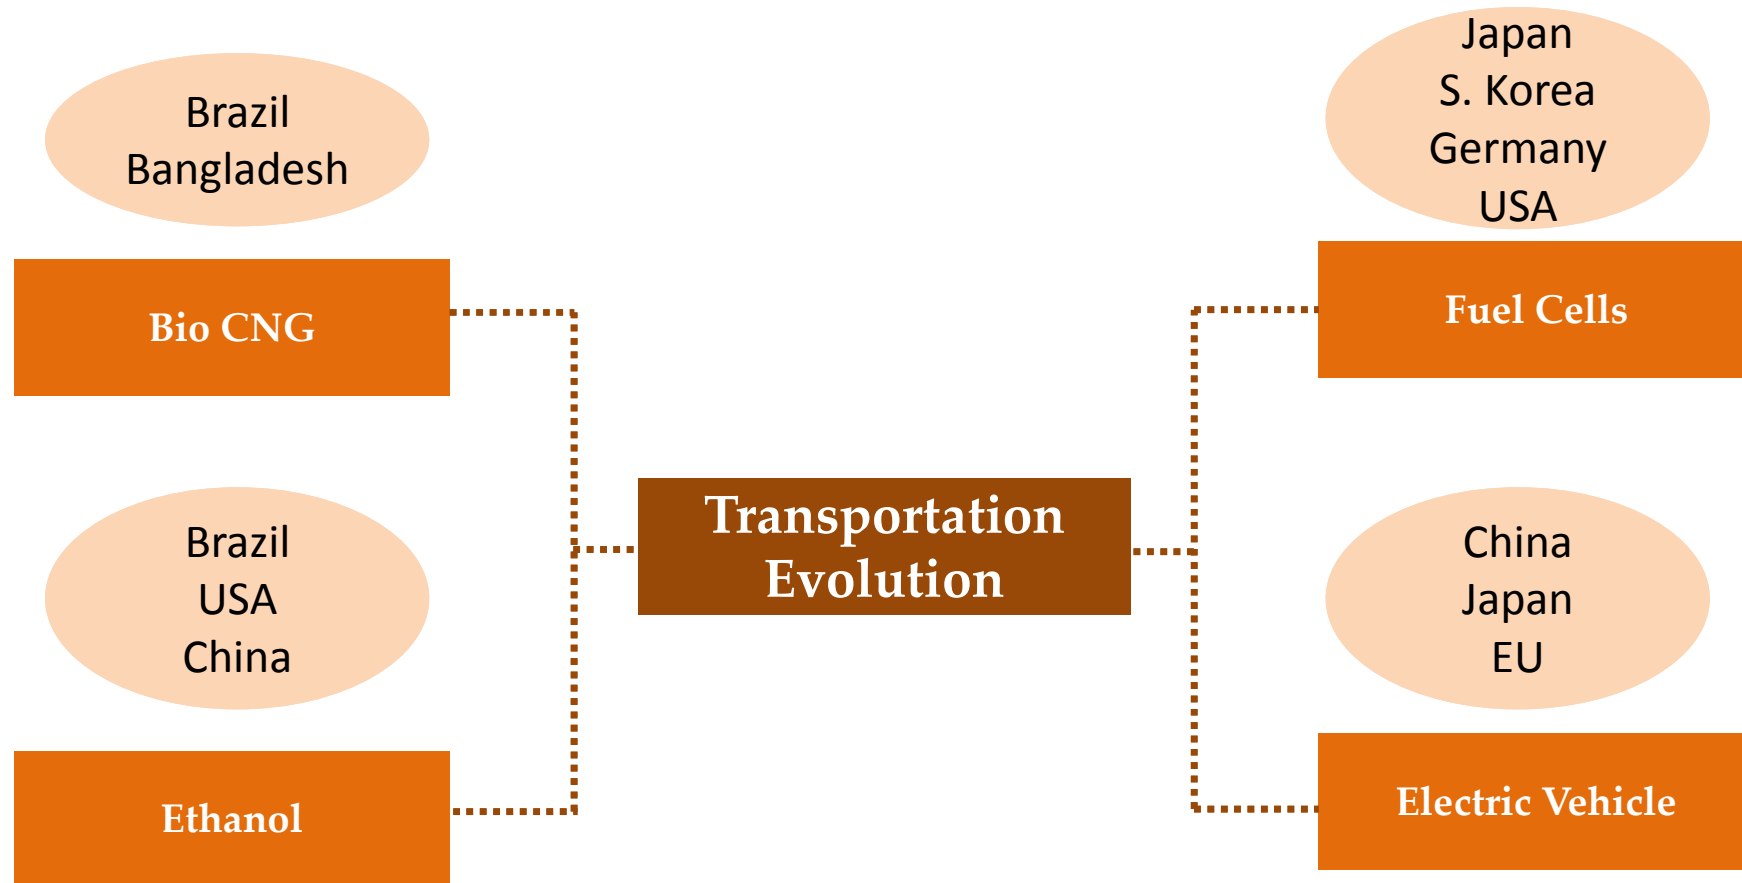 Brazil
Bangladesh
Bio CNG
Brazil
USA
China
Ethanol
Transportation
Evolution
Japan
S. Korea
Germany
USA
Fuel Cells
China
Japan
EU
Electric Vehicle